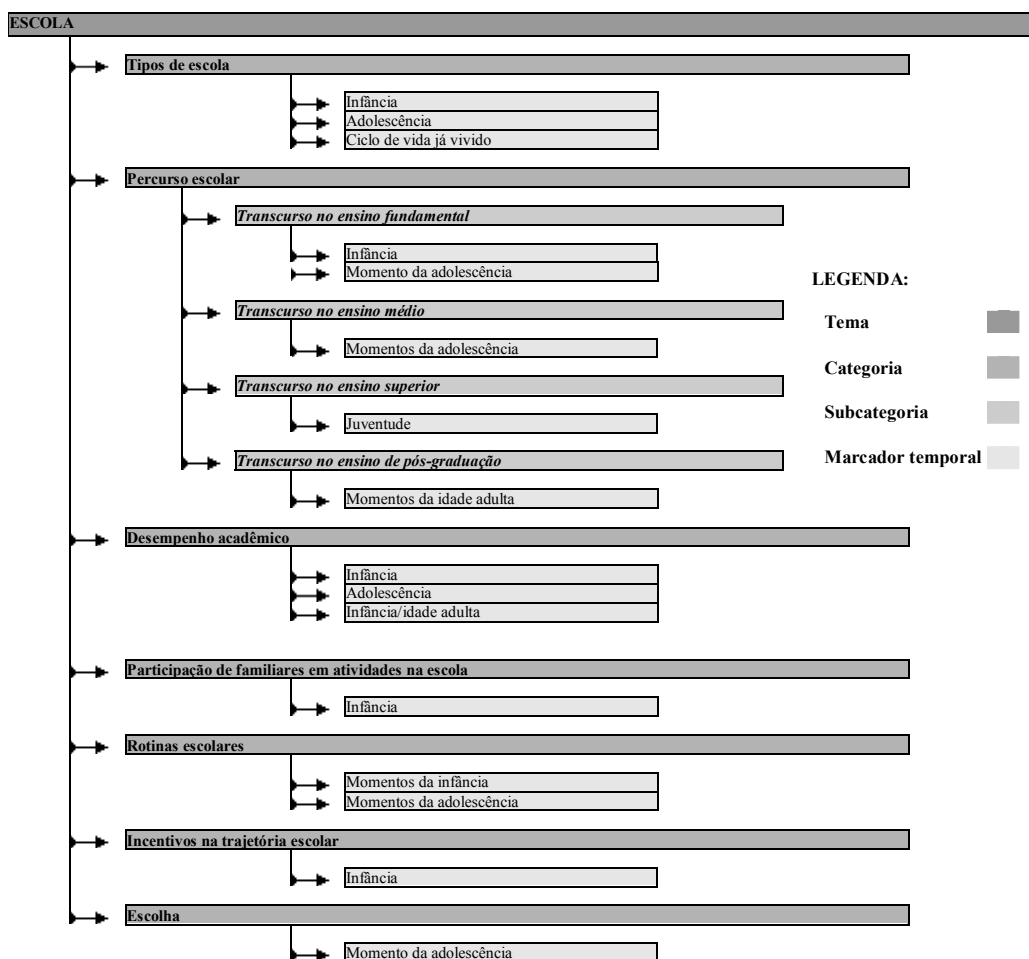 ESCOLA
Tipos de escola
Infância
Adolescência
Ciclo de vida já vivido
Percurso escolar
Transcurso no ensino fundamental
Infância
Momento da adolescência
Transcurso no ensino médio
Momentos da adolescência
Transcurso no ensino superior
Juventude
Transcurso no ensino de pós-graduação
Momentos da idade adulta
LEGENDA:
Tema
Categoria
Subcategoria
Marcador temporal
Desempenho acadêmico
Infância
Adolescência
Infância/idade adulta
Participação de familiares em atividades na escola
Infância
Rotinas escolares
Momentos da infância
Momentos da adolescência
Incentivos na trajetória escolar
Infância
Escolha
Momento da adolescência